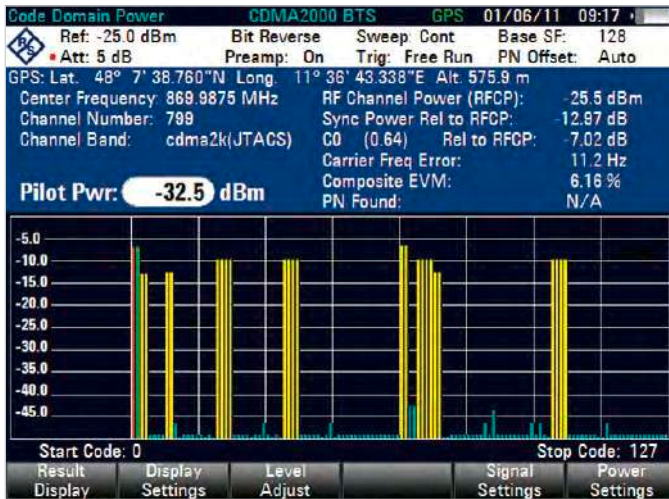 Code Domain Power CDMA2000 BTS GPS 01/06/11 09:17
Ref: -25.0 dBm Bit Reverse Sweep: Cont Base SF: 128
Att: 5 dB Preamp: On Trig: Free Run PN Offset: Auto
GPS: Lat. 48° 7' 38.760"N Long. 11° 36' 43.338"E Alt. 575.9 m
Center Frequency: 869.9875 MHz RF Channel Power (RFCP): -25.5 dBm
Channel Number: 799 Sync Power Rel to RFCP: -12.97 dB
Channel Band: cdma2k(JTACS) C0 (0.64) Rel to RFCP: -7.02 dB
Carrier Freq Error: 11.2 Hz
Composite EVM: 6.16 %
Pilot Pwr: -32.5 dBm PN Found: N/A
-5.0
-10.0
-15.0
-20.0
-25.0
-30.0
-35.0
-40.0
-45.0
Start Code: 0 Stop Code: 127
Result Display Level Signal Power
Display Settings Adjust Settings Settings